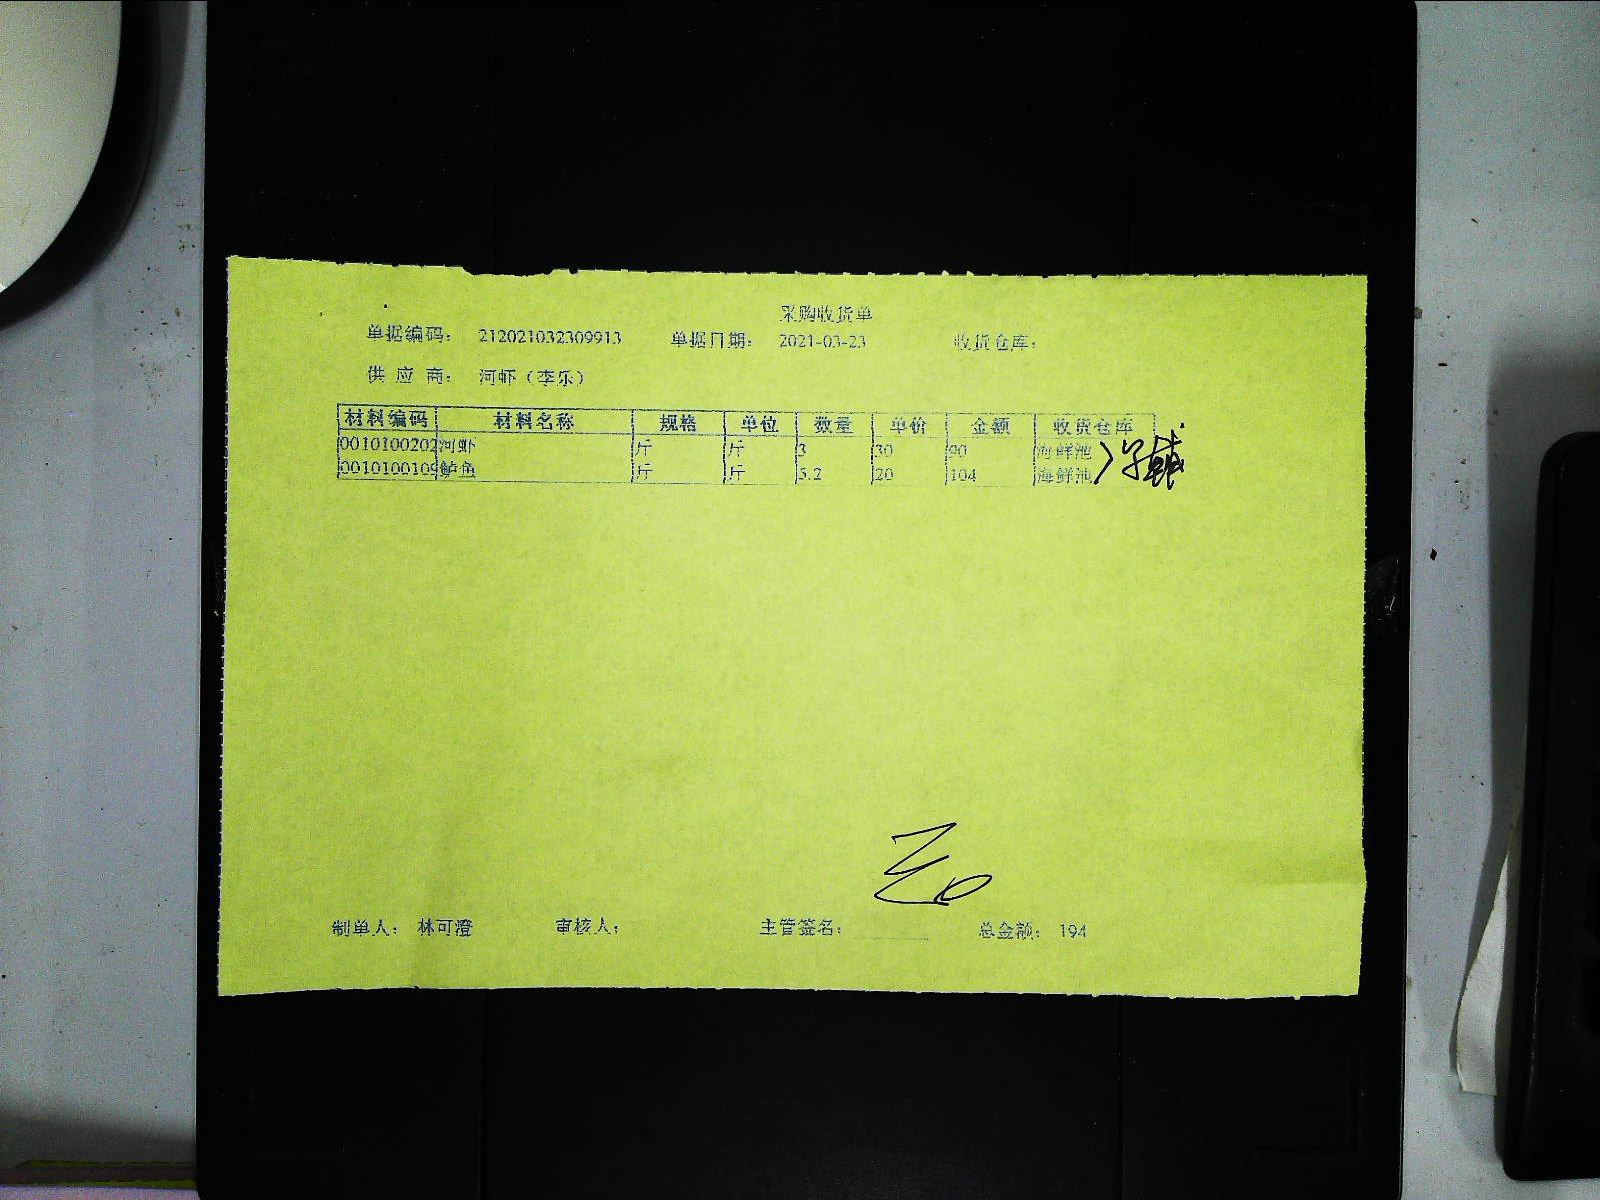 采购收货单
单据编码： 212021032309913 单据日期： 2021-03-23 收货仓库：
供 应 商： 河虾（李乐）
材料编码 材料名称 规格 单位 数量 单价 金额 收货仓库
0010100202 河虾 斤 斤 3 30 90 海鲜池
0010100109 鲈鱼 斤 斤 5.2 20 104 海鲜池
制单人： 林可澄 审核人： 主管签名： 总金额： 194